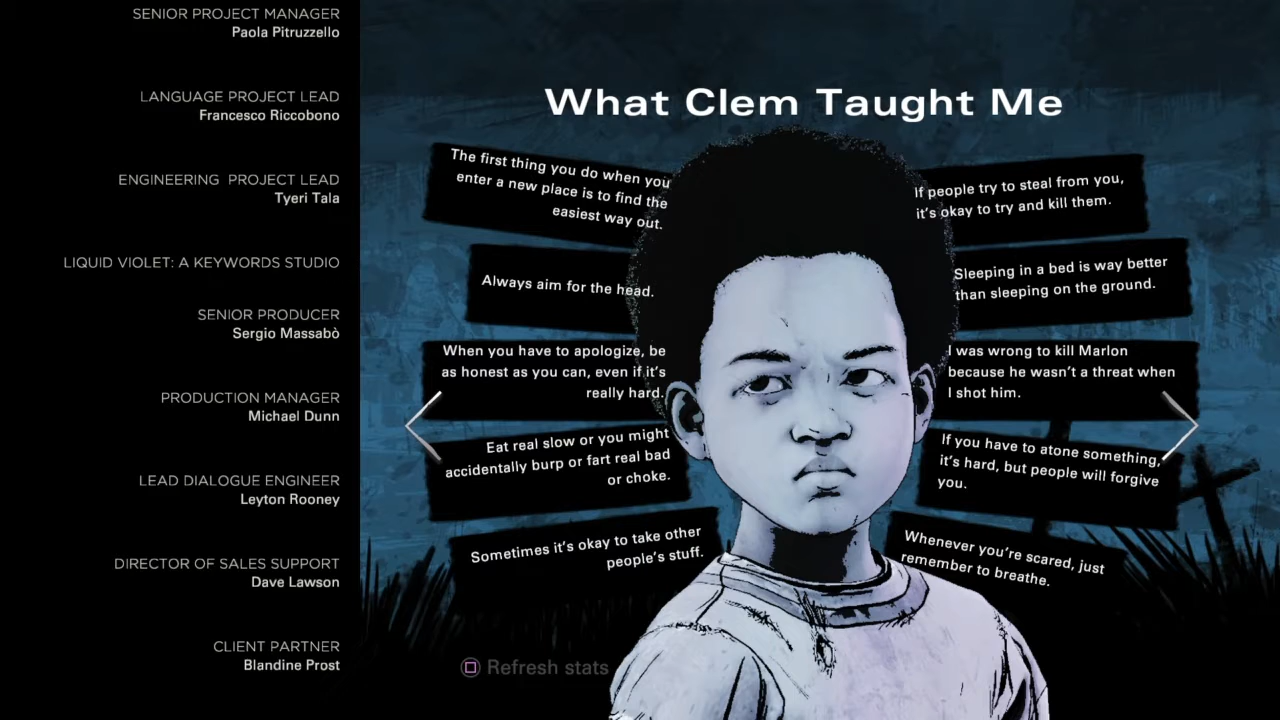 SENIOR PROJECT MANAGER
Paola Pitruzzello
LANGUAGE PROJECT LEAD
Francesco Riccobono
ENGINEERING PROJECT LEAD
Tyeri Tala
LIQUID VIOLET: A KEYWORDS STUDIO
SENIOR PRODUCER
Sergio Massabò
PRODUCTION MANAGER
Michael Dunn
LEAD DIALOGUE ENGINEER
Leyton Rooney
DIRECTOR OF SALES SUPPORT
Dave Lawson
CLIENT PARTNER
Blandine Prost
What Clem Taught Me
The first thing you do when you
enter a new place is to find the
easiest way out.
Always aim for the head.
When you have to apologize, be
as honest as you can, even if it's
really hard.
Eat real slow or you might
accidentally burp or fart real bad
or choke.
Sometimes it's okay to take other
people's stuff.
If people try to steal from you,
it's okay to try and kill them.
Sleeping in a bed is way better
than sleeping on the ground.
I was wrong to kill Marlon
because he wasn't a threat when
I shot him.
If you have to atone something,
it's hard, but people will forgive
you.
Whenever you're scared, just
remember to breathe.
Refresh stats